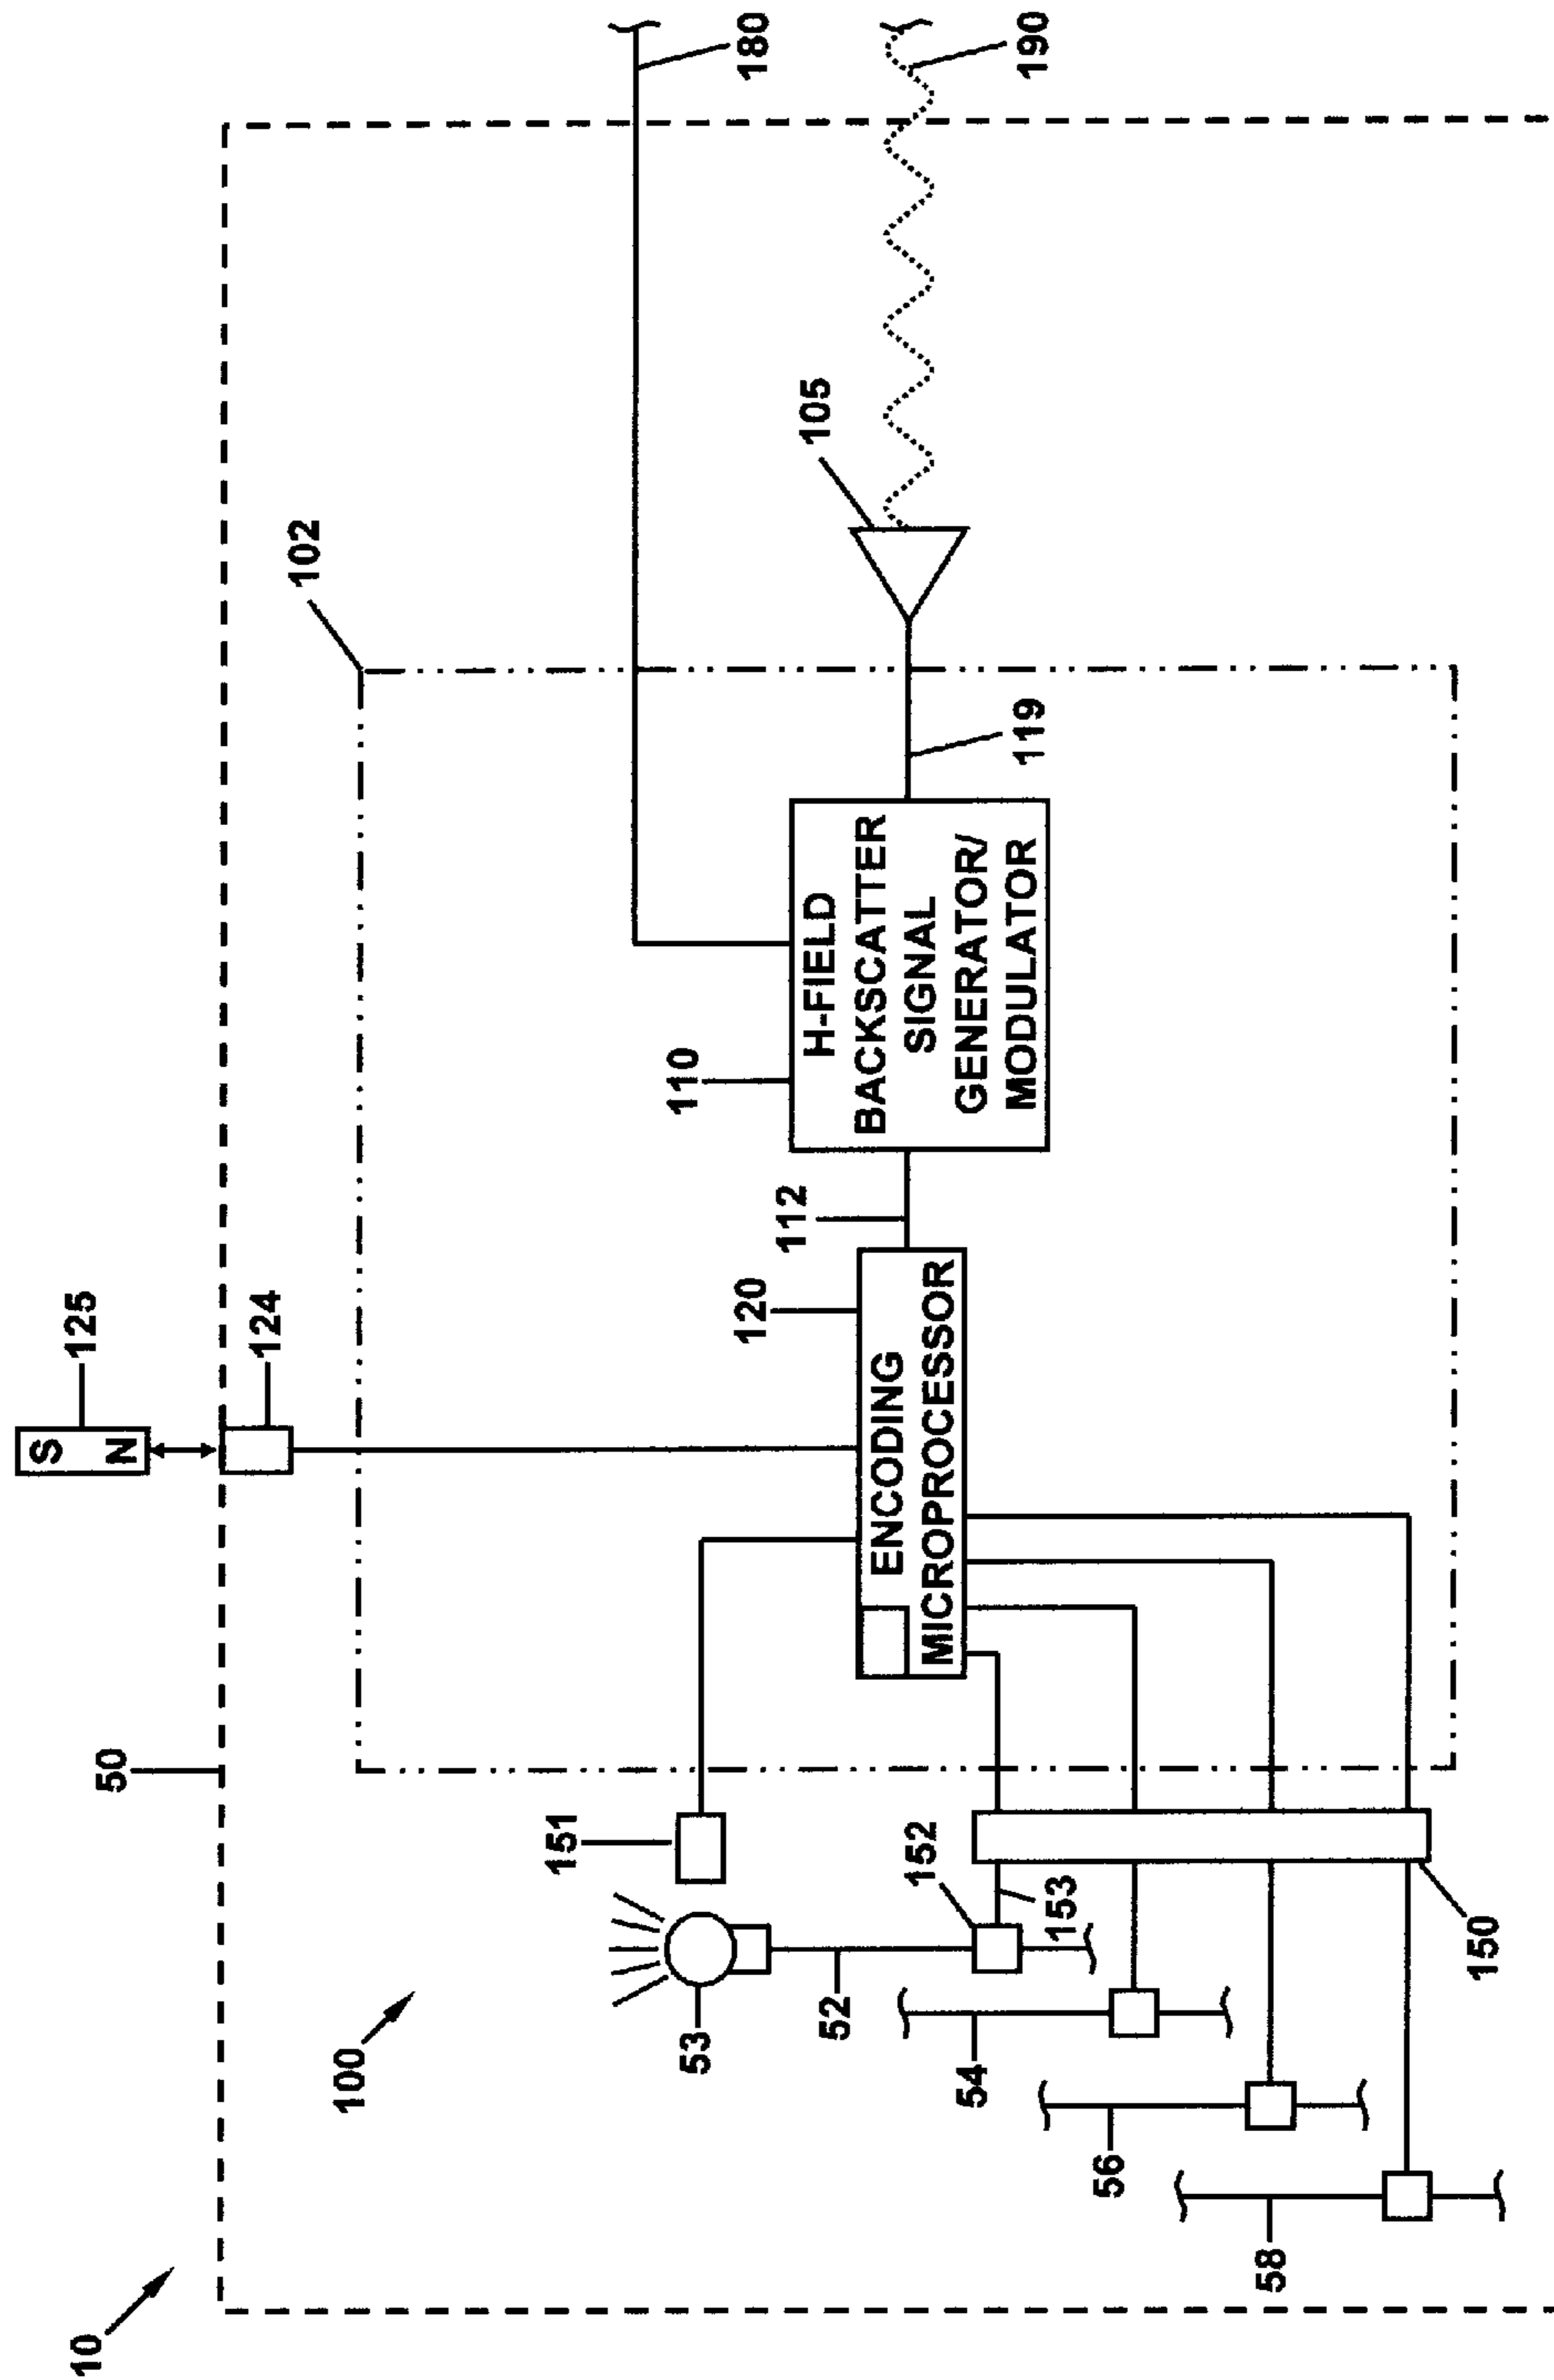 10
50
100
102
125
S
N
124
180
190
105
119
H-FIELD
BACKSCATTER
SIGNAL
GENERATOR/
MODULATOR
110
112
120
ENCODING
MICROPROCESSOR
151
152
153
150
53
52
54
56
58